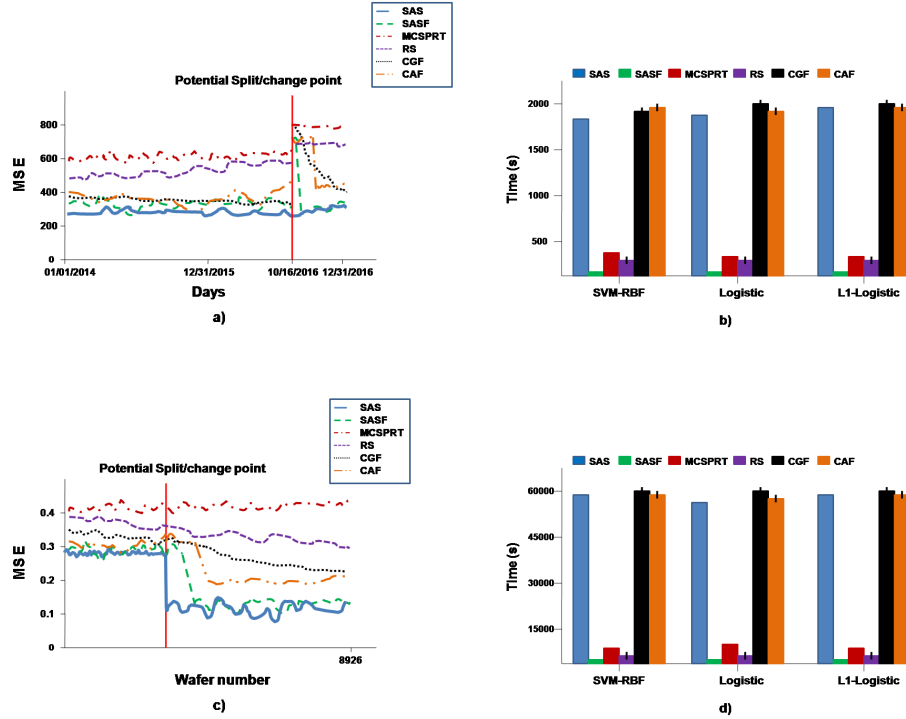 SAS
SASF
MCSPRT
RS
CGF
CAF
Potential Split/change point
MSE
800
600
400
200
0
01/01/2014 12/31/2015 10/16/2016 12/31/2016
Days
a)
SAS SASF MCSPRT RS CGF CAF
Time (s)
2000
1500
1000
500
SVM-RBF Logistic L1-Logistic
b)
SAS
SASF
MCSPRT
RS
CGF
CAF
Potential Split/change point
MSE
0.4
0.3
0.2
0.1
0
8926
Wafer number
c)
SAS SASF MCSPRT RS CGF CAF
Time (s)
60000
45000
30000
15000
SVM-RBF Logistic L1-Logistic
d)